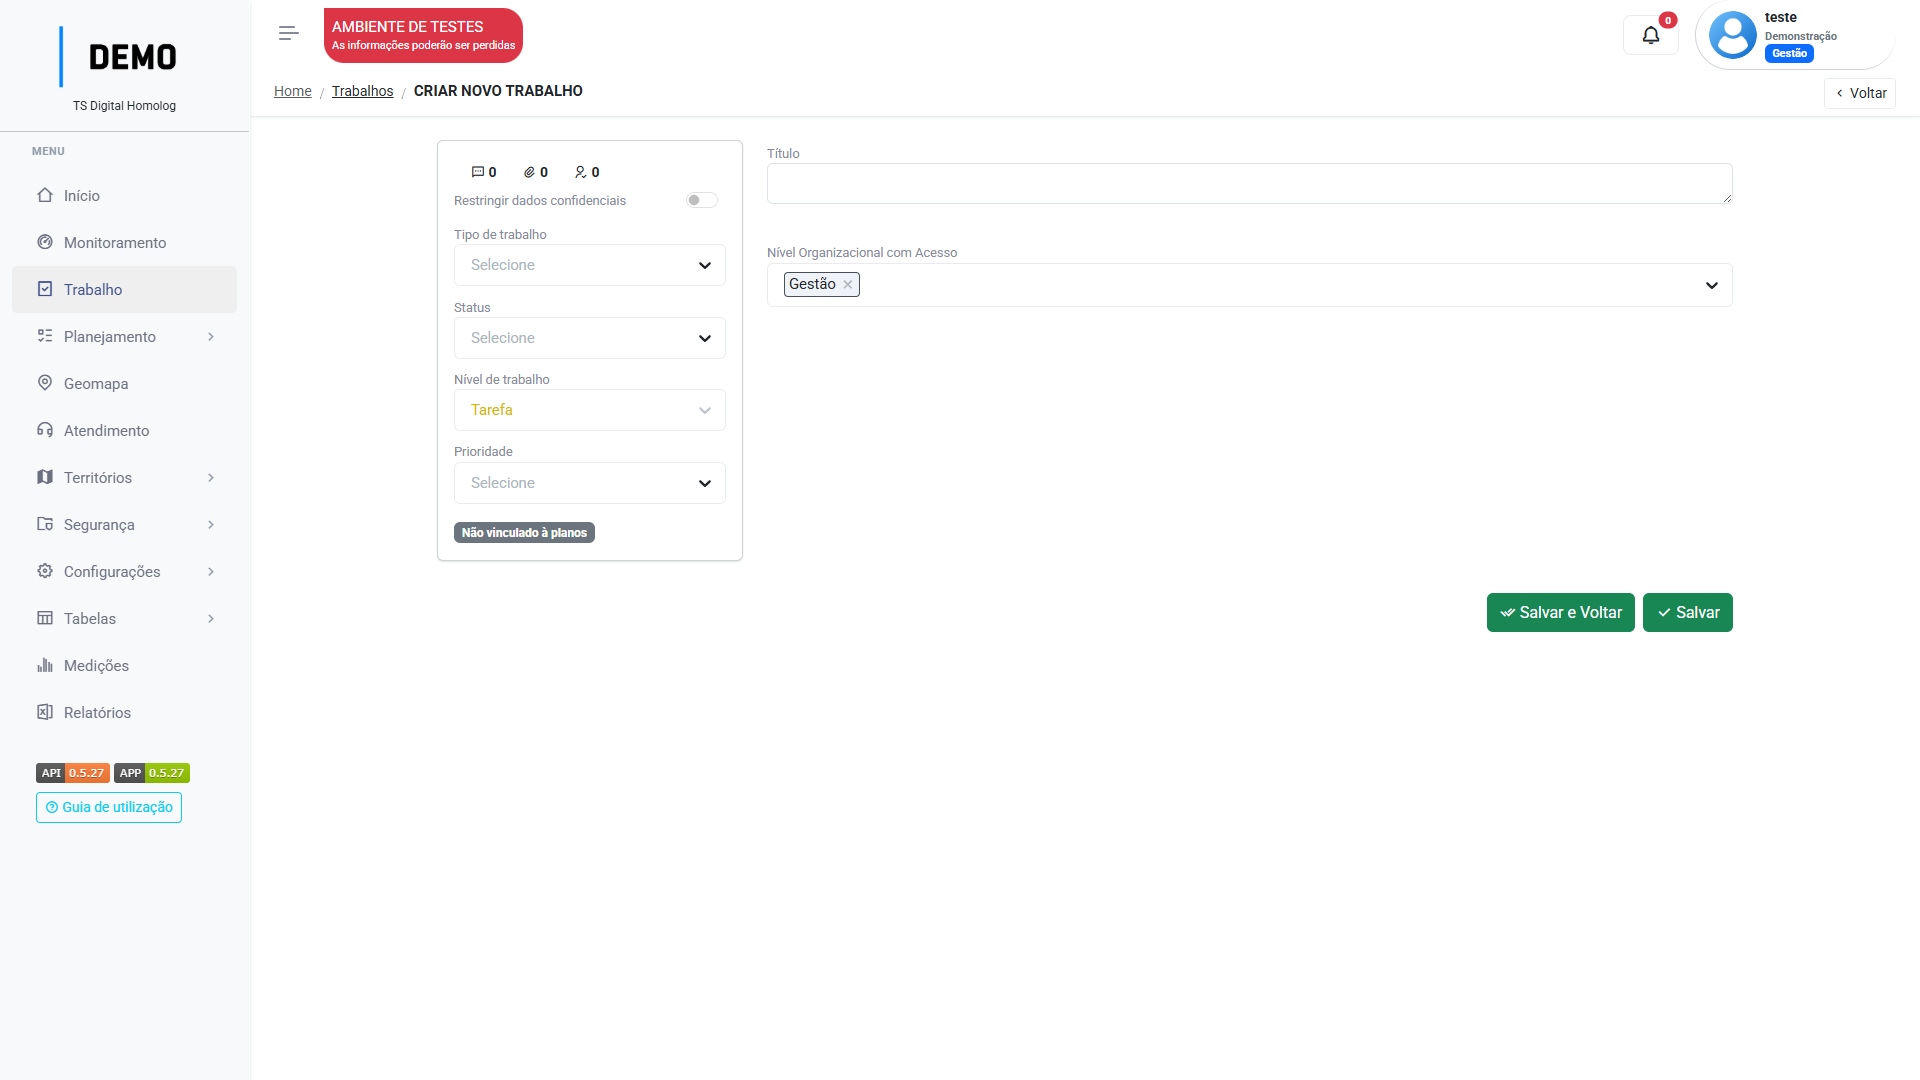 DEMO
TS Digital Homolog
MENU
Início
Monitoramento
Trabalho
Planejamento
Geomapa
Atendimento
Territórios
Segurança
Configurações
Tabelas
Medições
Relatórios
API 0.5.27 APP 0.5.27
Guia de utilização
AMBIENTE DE TESTES
As informações poderão ser perdidas
0
teste
Demonstração
Gestão
Home / Trabalhos / CRIAR NOVO TRABALHO
Voltar
0 0 0
Restringir dados confidenciais
Tipo de trabalho
Selecione
Status
Selecione
Nível de trabalho
Tarefa
Prioridade
Selecione
Não vinculado à planos
Título
Nível Organizacional com Acesso
Gestão
Salvar e Voltar
Salvar